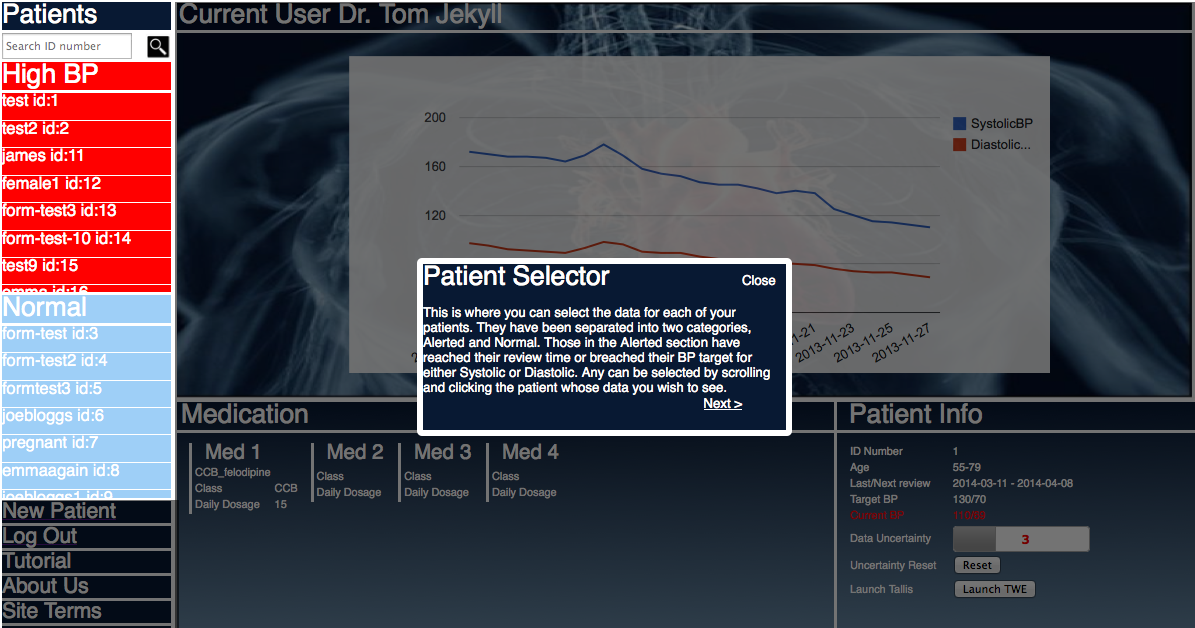 Patients
Search ID number
High BP
test id:1
test2 id:2
james id:11
female1 id:12
form-test3 id:13
form-test-10 id:14
test9 id:15
emma id:16
Normal
form-test id:3
form-test2 id:4
formtest3 id:5
joebloggs id:6
pregnant id:7
emmaagain id:8
joebloggs1 id:9
New Patient
Log Out
Tutorial
About Us
Site Terms
Current User Dr. Tom Jekyll
200
160
120
SystolicBP
Diastolic...
2013-11-23
2013-11-25
2013-11-27
Patient Selector
Close
This is where you can select the data for each of your
patients. They have been separated into two categories,
Alerted and Normal. Those in the Alerted section have
reached their review time or breached their BP target for
either Systolic or Diastolic. Any can be selected by scrolling
and clicking the patient whose data you wish to see.
Next >
Medication
Med 1
CCB_felodipine
Class CCB
Daily Dosage 15
Med 2
Class
Daily Dosage
Med 3
Class
Daily Dosage
Med 4
Class
Daily Dosage
Patient Info
ID Number 1
Age 55-79
Last/Next review 2014-03-11 - 2014-04-08
Target BP 130/70
Current BP
Data Uncertainty 3
Uncertainty Reset Reset
Launch Tallis Launch TWE